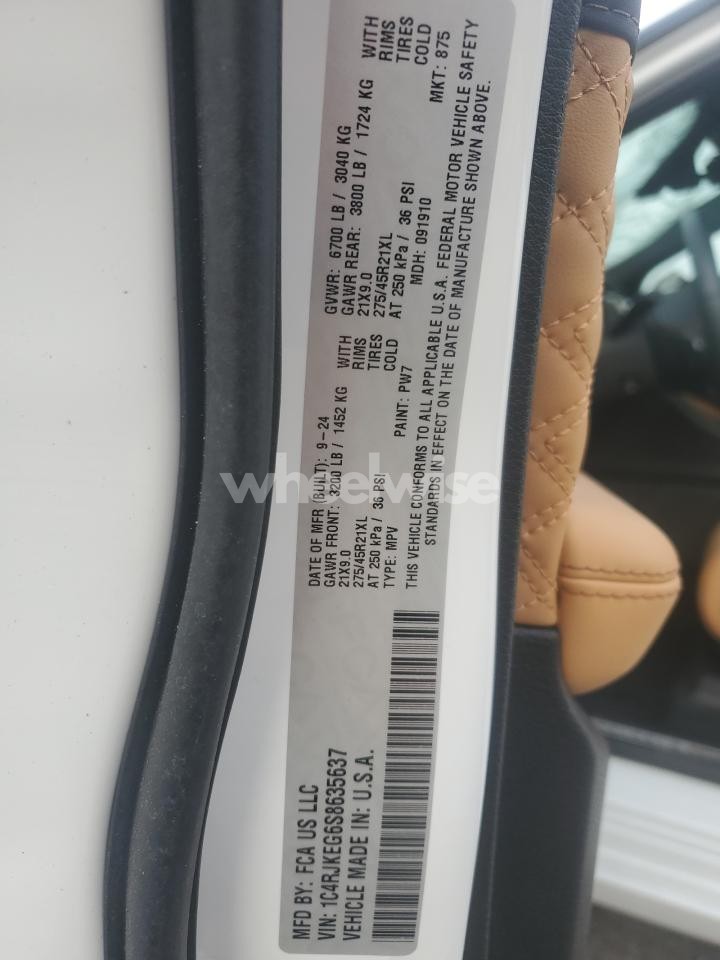 MFD BY: FCA US LLC
VIN: 1C4RJKEG6S8635637
VEHICLE MADE IN: U.S.A.
DATE OF MFR (BUILT): 9-24
GVWR: 6700 LB / 3040 KG
GAWR FRONT: 3200 LB / 1452 KG WITH
GAWR REAR: 3800 LB / 1724 KG WITH
21X9.0 RIMS
21X9.0 RIMS
275/45R21XL TIRES
275/45R21XL TIRES
AT 250 kPa / 36 PSI COLD
AT 250 kPa / 36 PSI COLD
TYPE: MPV PAINT: PW7 MDH: 091910 MKT: 875
THIS VEHICLE CONFORMS TO ALL APPLICABLE U.S.A. FEDERAL MOTOR VEHICLE SAFETY
STANDARDS IN EFFECT ON THE DATE OF MANUFACTURE SHOWN ABOVE.
wheelwise